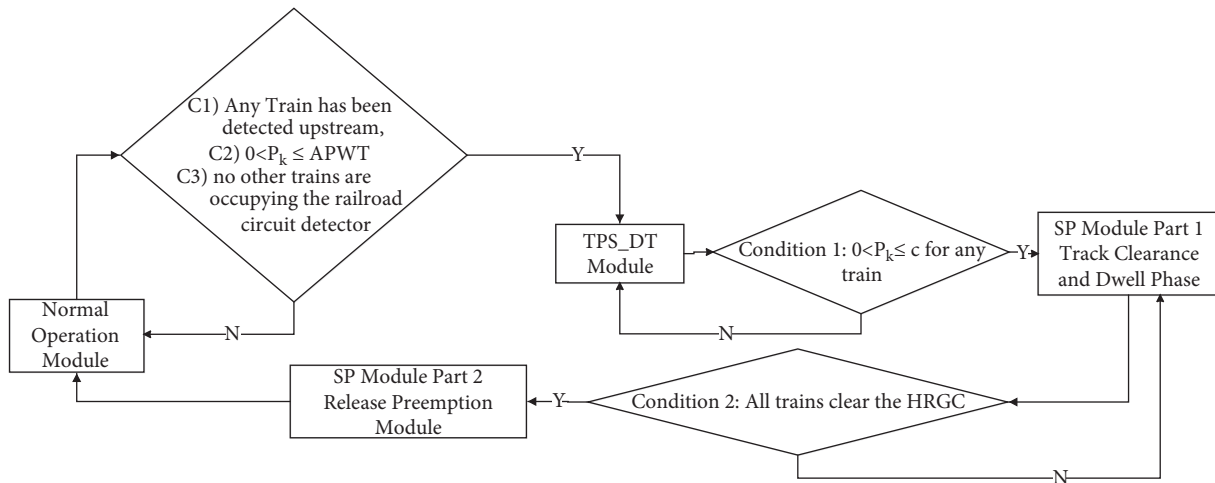 C1) Any Train has been
detected upstream,
C2) 0<Pk ≤ APWT
C3) no other trains are
occupying the railroad
circuit detector
Y
N
Normal
Operation
Module
TPS_DT
Module
Condition 1: 0<Pk≤ c for any
train
Y
N
SP Module Part 1
Track Clearance
and Dwell Phase
Condition 2: All trains clear the HRGC
Y
N
SP Module Part 2
Release Preemption
Module